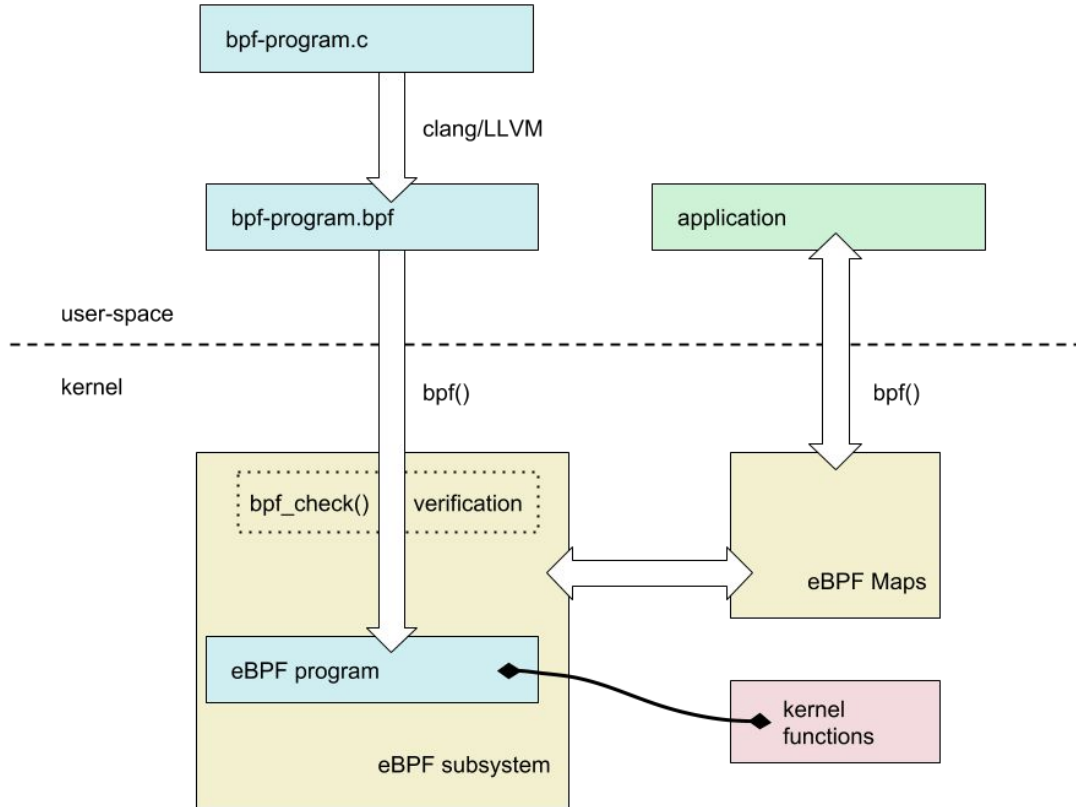 bpf-program.c
clang/LLVM
bpf-program.bpf
application
user-space
kernel
bpf()
bpf()
bpf_check()
verification
eBPF Maps
eBPF program
kernel
functions
eBPF subsystem